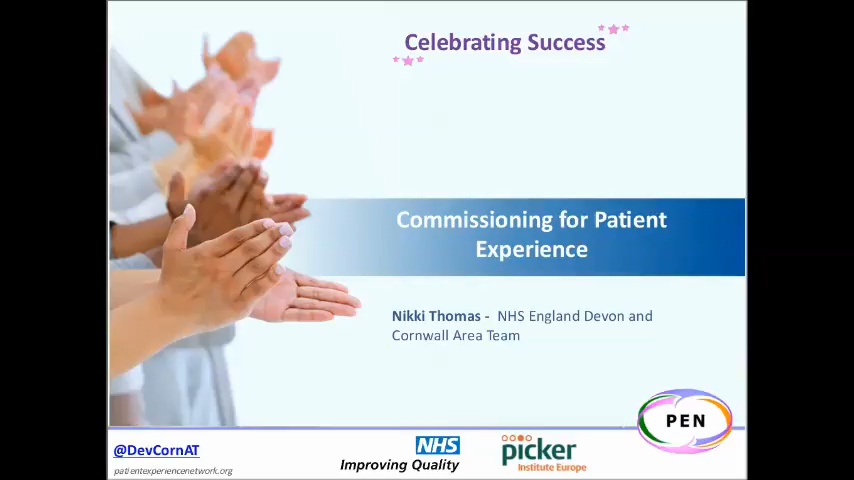 Celebrating Success
Commissioning for Patient
Experience
Nikki Thomas - NHS England Devon and
Cornwall Area Team
PEN
@DevCornAT
patientexperiencenetwork.org
NHS
Improving Quality
picker
Institute Europe